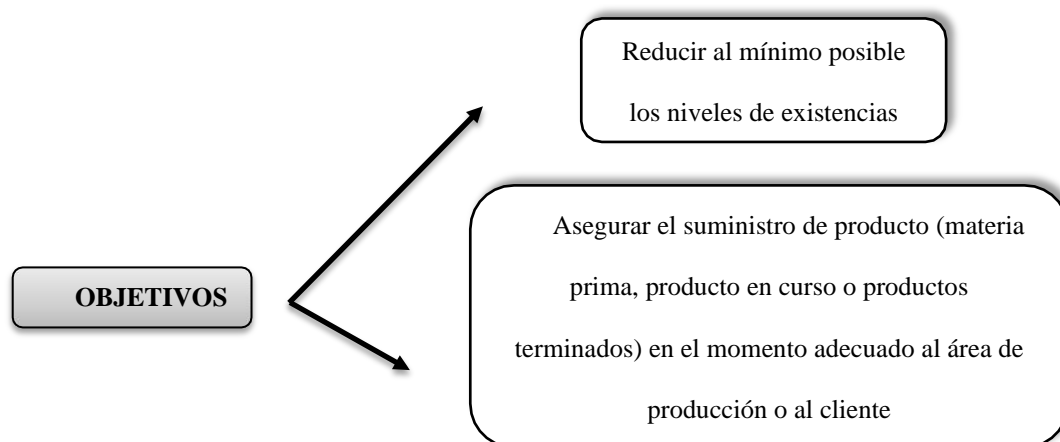 Reducir al mínimo posible
los niveles de existencias
OBJETIVOS
Asegurar el suministro de producto (materia
prima, producto en curso o productos
terminados) en el momento adecuado al área de
producción o al cliente